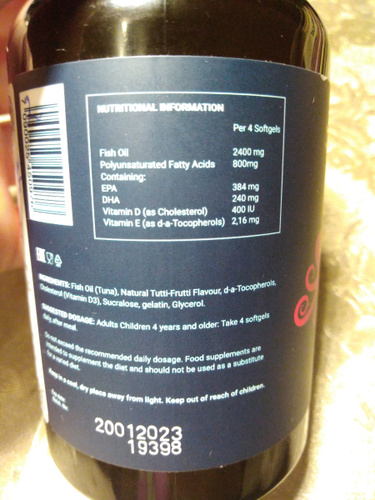 NUTRITIONAL INFORMATION
Per 4 Softgels
Fish Oil 2400 mg
Polyunsaturated Fatty Acids 800mg
Containing:
EPA 384 mg
DHA 240 mg
Vitamin D (as Cholesterol) 400 IU
Vitamin E (as d-a-Tocopherols) 2,16 mg
INGREDIENTS: Fish Oil (Tuna), Natural Tutti-Frutti Flavour, d-a-Tocopherols,
Cholesterol (Vitamin D3), Sucralose, gelatin, Glycerol.
SUGGESTED DOSAGE: Adults Children 4 years and older: Take 4 softgels
daily after meal.
Do not exceed the recommended daily dosage. Food supplements are
intended to supplement the diet and should not be used as a substitute
for a varied diet.
Keep in a cool, dry place away from light. Keep out of reach of children.
20012023
19398